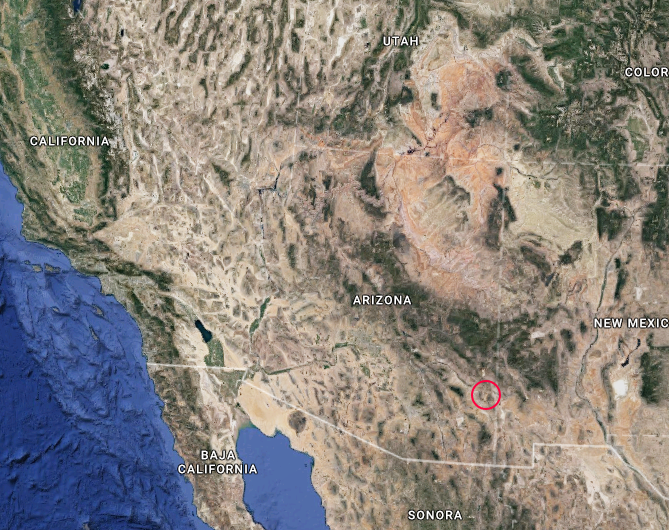 UTAH
COLOR
CALIFORNIA
ARIZONA
NEW MEXIC
BAJA
CALIFORNIA
SONORA